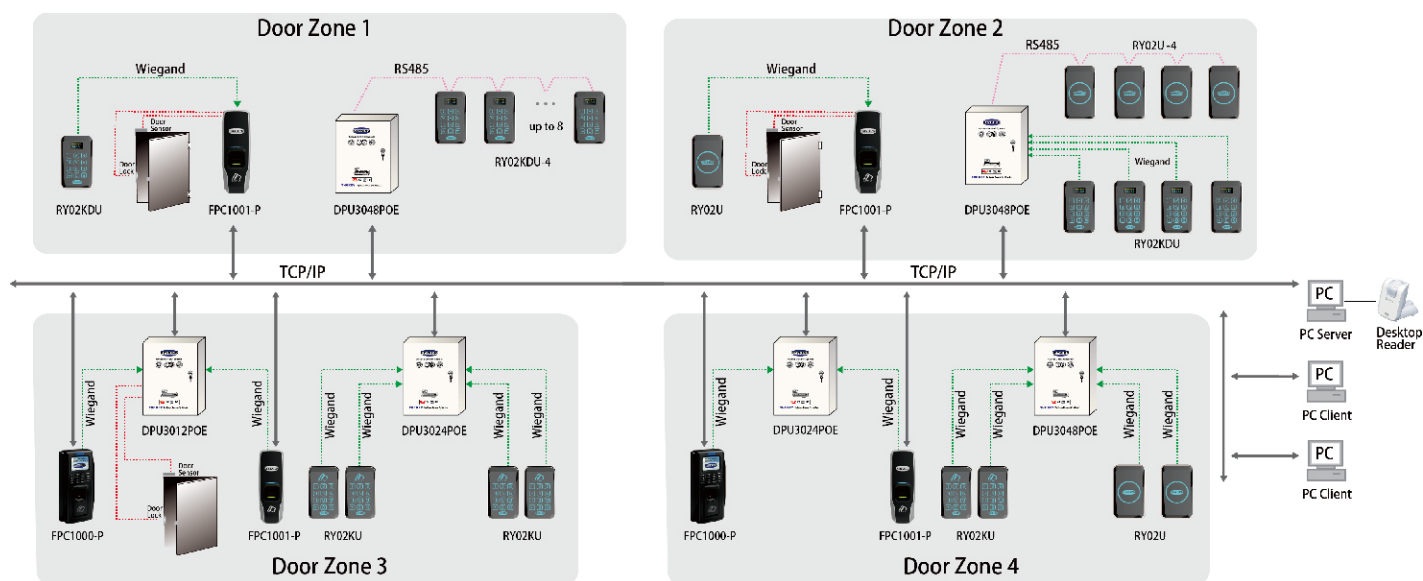 Door Zone 1
Wiegand
RS485
Door
Sensor
Door
Lock
up to 8
RY02KDU-4
RY02KDU
FPC1001-P
DPU3048POE
Door Zone 2
RS485
RY02U-4
Wiegand
Door
Sensor
Door
Lock
Wiegand
RY02U
FPC1001-P
DPU3048POE
RY02KDU
TCP/IP
TCP/IP
PC
PC Server
Desktop
Reader
PC
PC Client
PC
PC Client
Wiegand
Wiegand
Wiegand
Wiegand
Wiegand
Wiegand
DPU3012POE
DPU3024POE
Door
Sensor
Door
Lock
FPC1000-P
FPC1001-P
RY02KU
RY02KU
Door Zone 3
Wiegand
Wiegand
Wiegand
Wiegand
Wiegand
Wiegand
DPU3024POE
DPU3048POE
FPC1000-P
FPC1001-P
RY02KU
RY02U
Door Zone 4